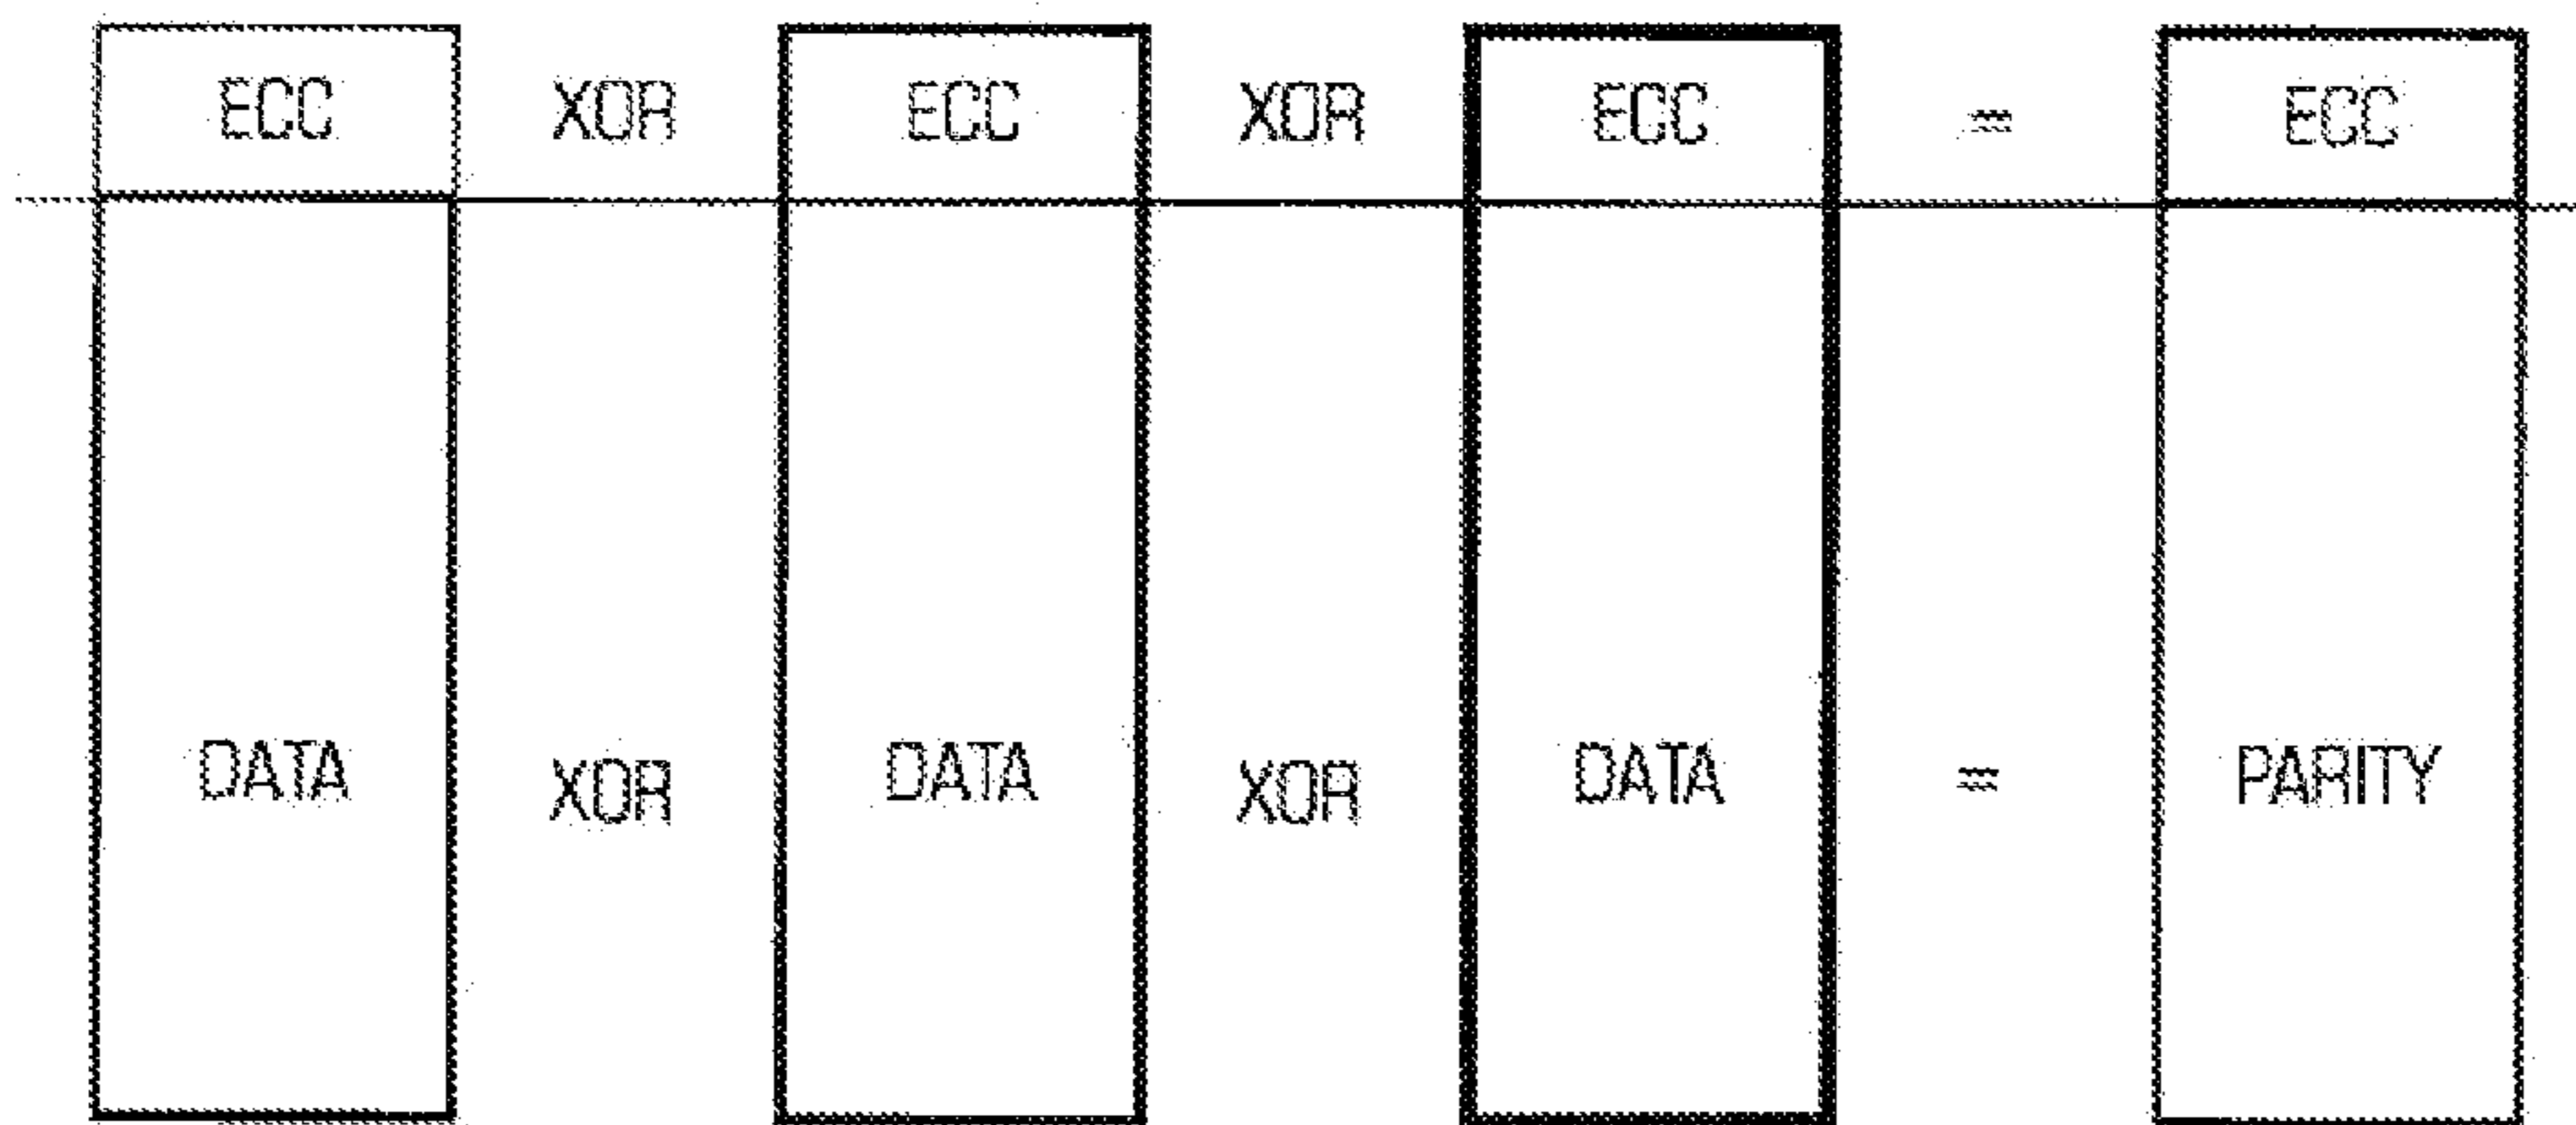 ECC XOR ECC XOR ECC = ECC
DATA XOR DATA XOR DATA = PARITY